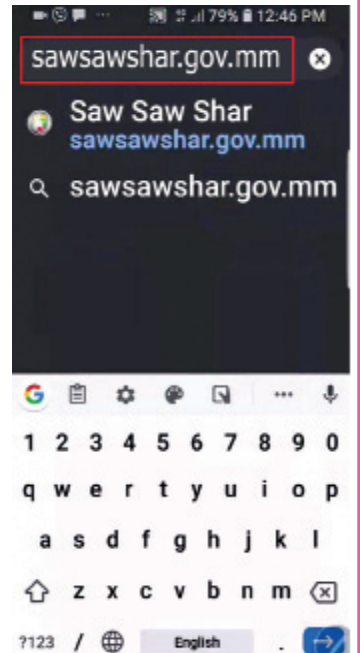 79% 12:46 PM
sawsawshar.gov.mm
Saw Saw Shar
sawsawshar.gov.mm
sawsawshar.gov.mm
G
1 2 3 4 5 6 7 8 9 0
q w e r t y u i o p
a s d f g h j k l
z x c v b n m
?123 / English .